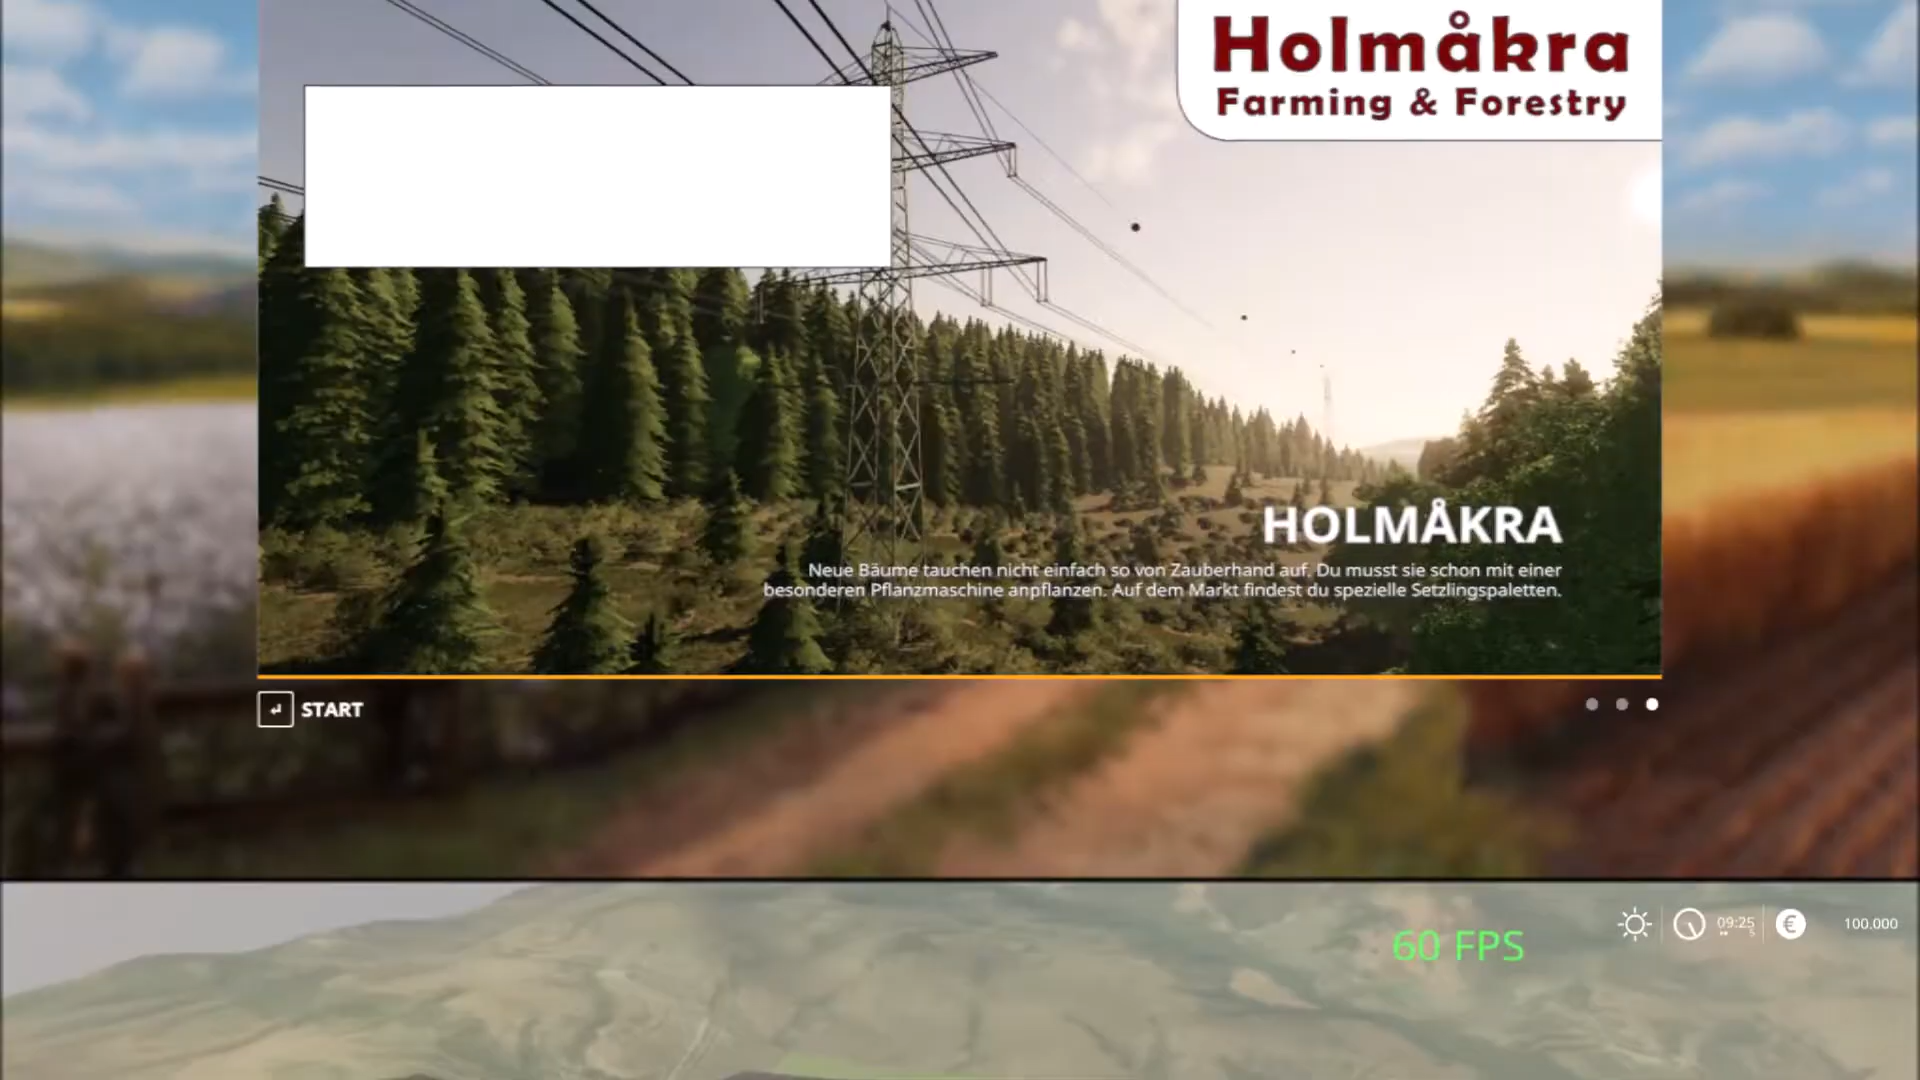 Holmåkra
Farming & Forestry
HOLMÅKRA
Neue Bäume tauchen nicht einfach so von Zauberhand auf. Du musst sie schon mit einer
besonderen Pflanzmaschine anpflanzen. Auf dem Markt findest du spezielle Setzlingspaletten.
START
60 FPS
09:25
€
100.000